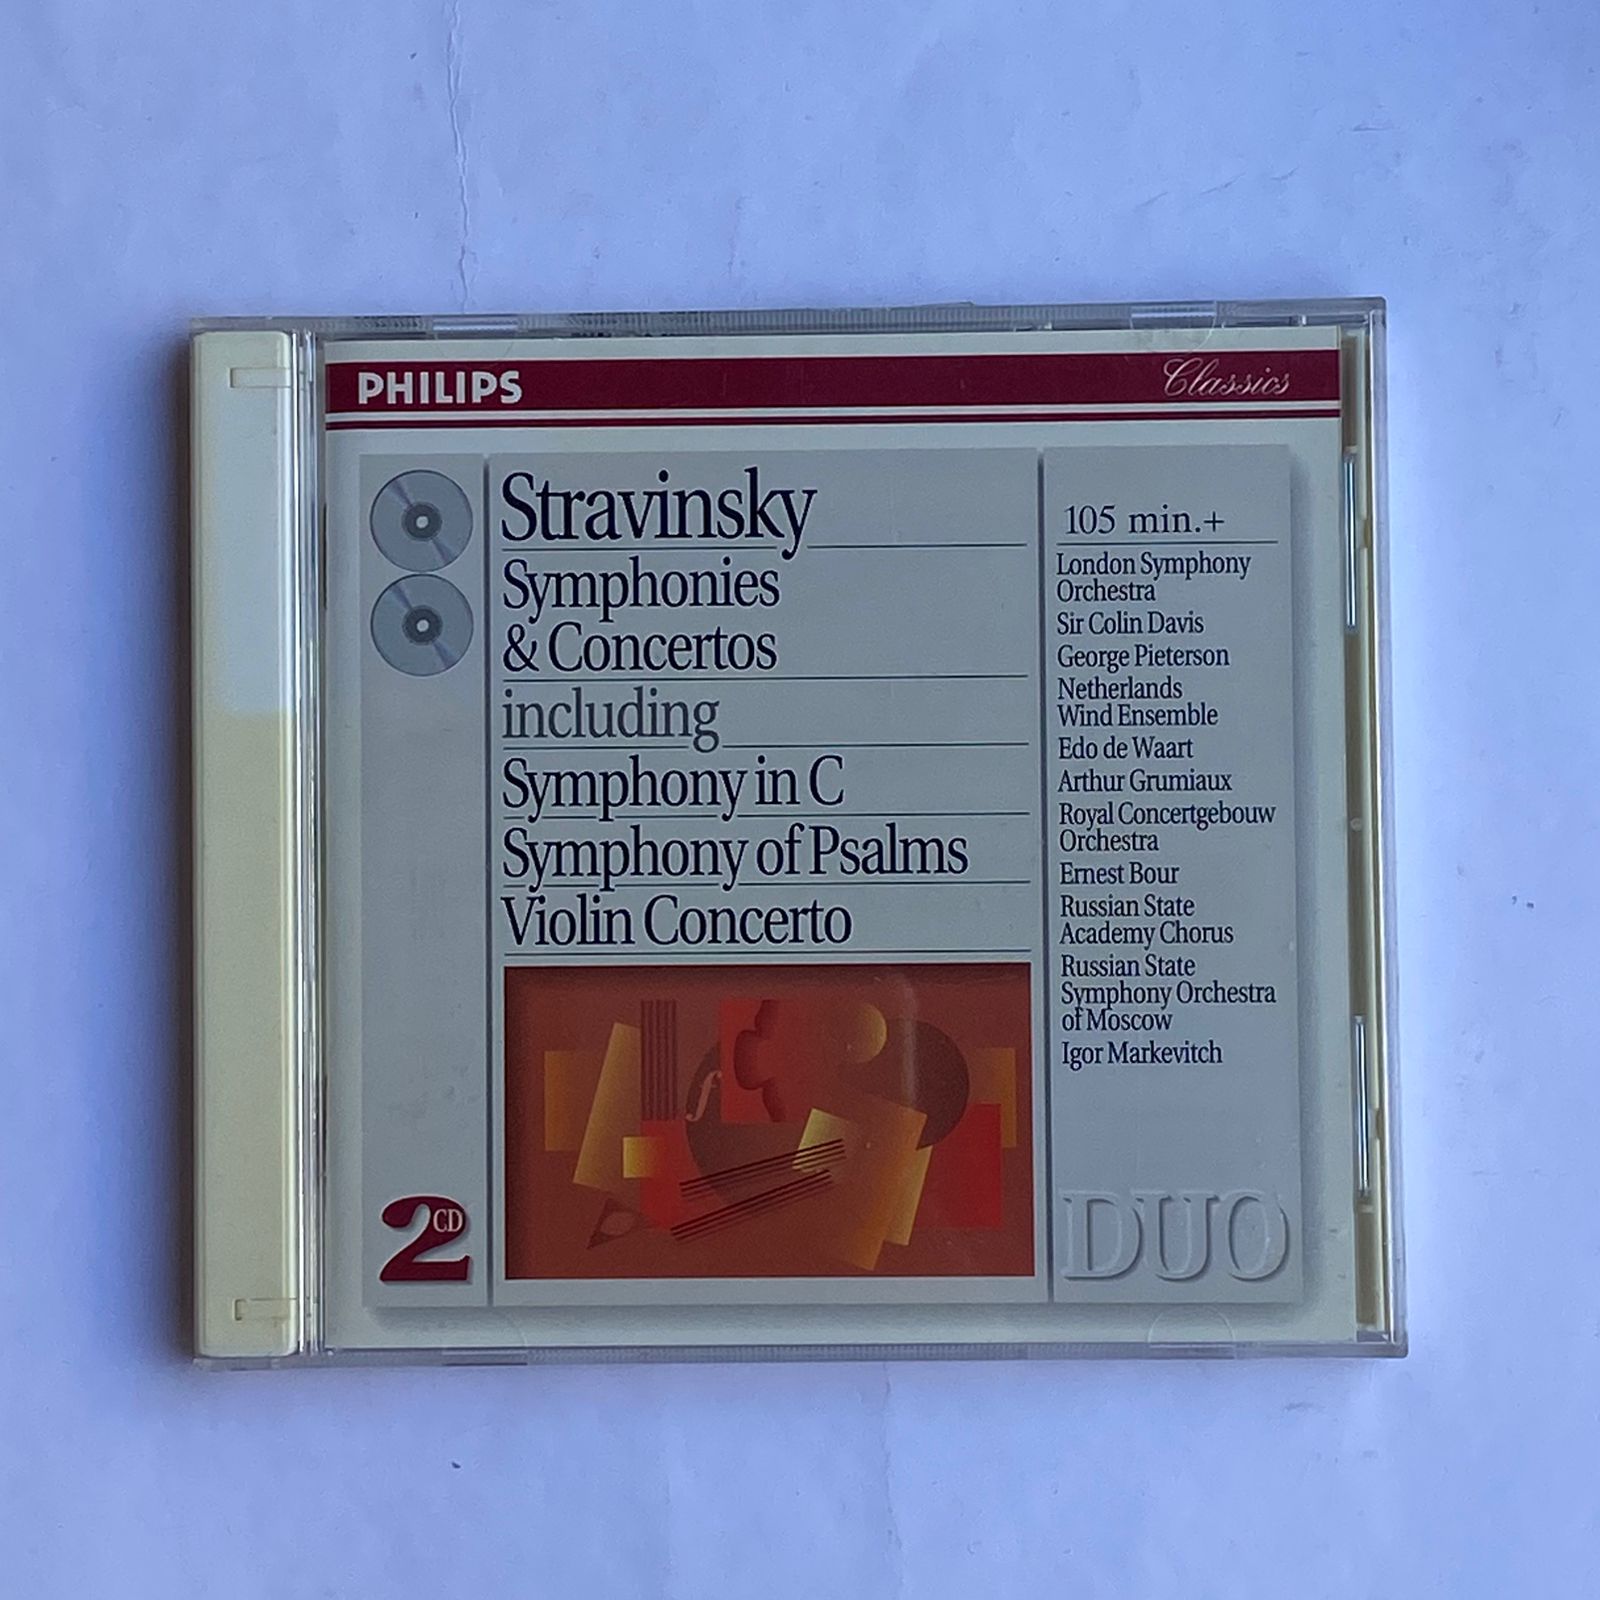 PHILIPS
Classics
Stravinsky
Symphonies
& Concertos
including
Symphony in C
Symphony of Psalms
Violin Concerto
105 min.+
London Symphony
Orchestra
Sir Colin Davis
George Pieterson
Netherlands
Wind Ensemble
Edo de Waart
Arthur Grumiaux
Royal Concertgebouw
Orchestra
Ernest Bour
Russian State
Academy Chorus
Russian State
Symphony Orchestra
of Moscow
Igor Markevitch
2 CD
DUO